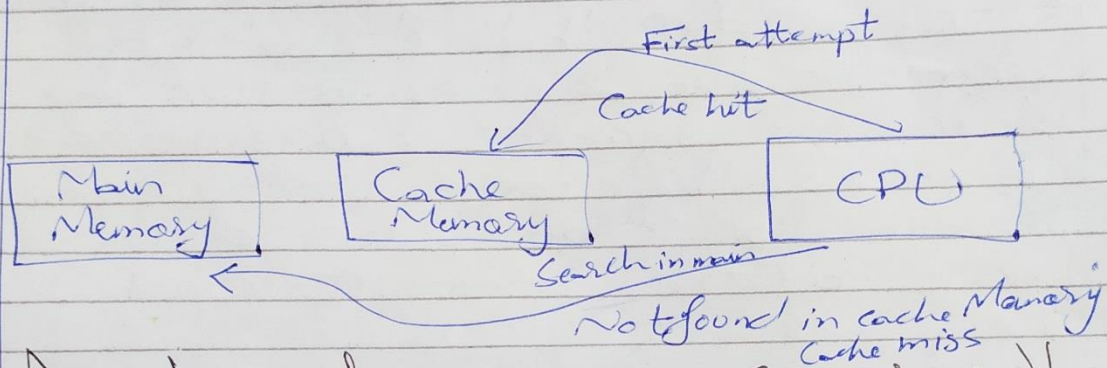 First attempt
Cache hit
Main
Memory
Cache
Memory
CPU
Search in main
Not found in cache Memory
Cache miss